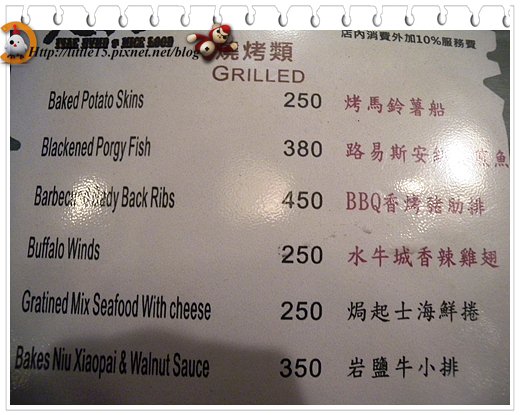 店內消費外加10%服務費
Http://little15.pixnet.net/blog
燒烤類
GRILLED
Baked Potato Skins 250 烤馬鈴薯船
Blackened Porgy Fish 380 路易斯安 魚
Barbecued Baby Back Ribs 450 BBQ香烤豬肋排
Buffalo Winds 250 水牛城香辣雞翅
Gratined Mix Seafood With cheese 250 焗起士海鮮捲
Bakes Niu Xiaopai & Walnut Sauce 350 岩鹽牛小排